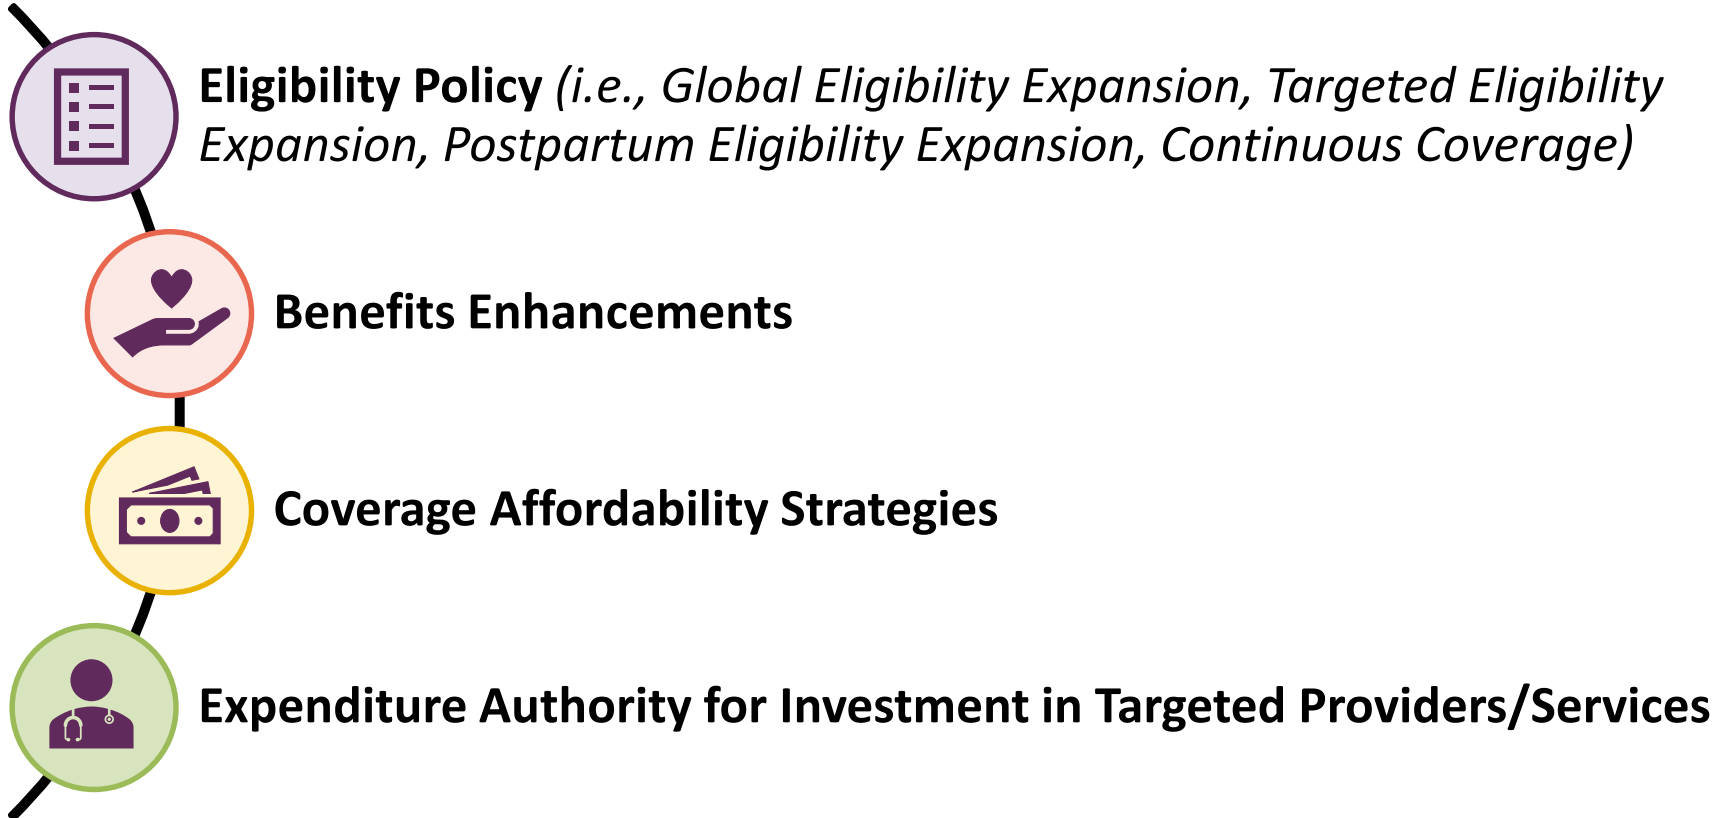 Eligibility Policy (i.e., Global Eligibility Expansion, Targeted Eligibility
Expansion, Postpartum Eligibility Expansion, Continuous Coverage)
Benefits Enhancements
Coverage Affordability Strategies
Expenditure Authority for Investment in Targeted Providers/Services